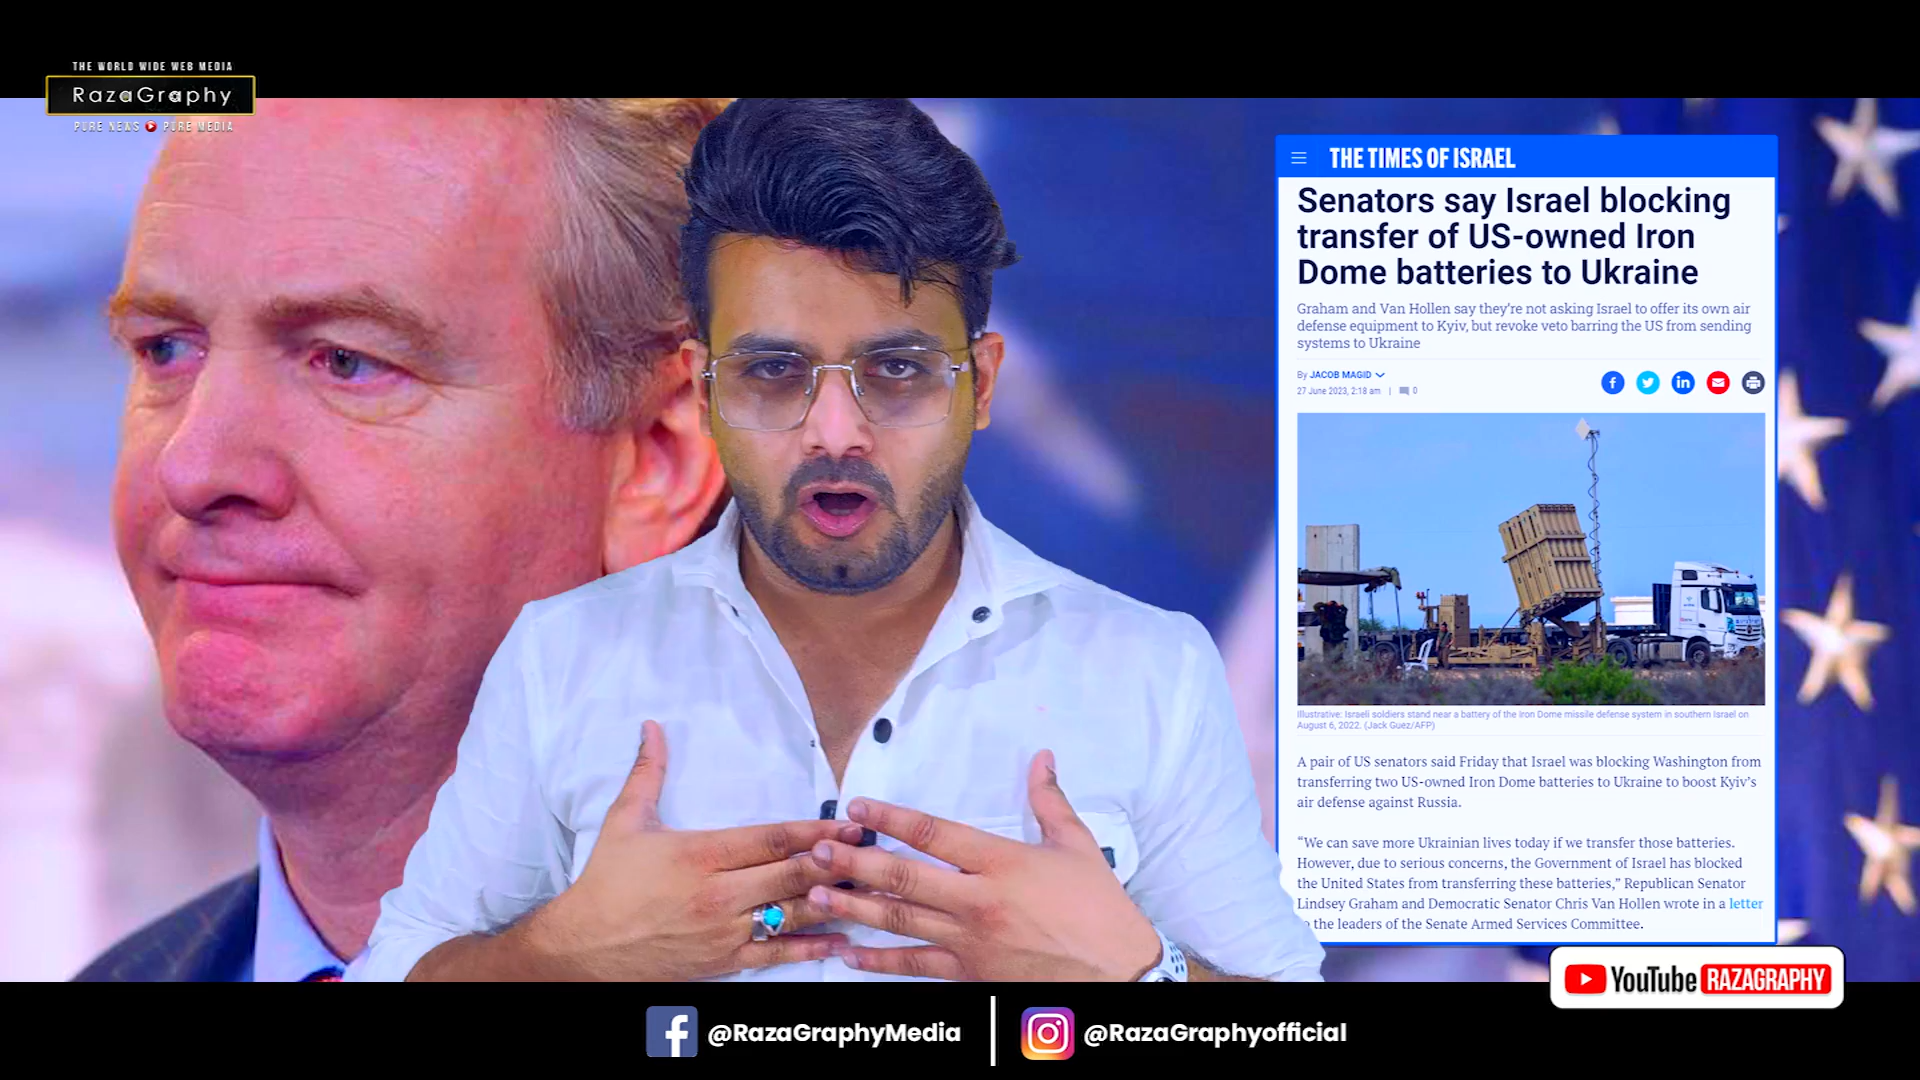 THE WORLD WIDE WEB MEDIA
RazaGraphy
PURE NEWS PURE MEDIA
THE TIMES OF ISRAEL
Senators say Israel blocking
transfer of US-owned Iron
Dome batteries to Ukraine
Graham and Van Hollen say they're not asking Israel to offer its own air
defense equipment to Kyiv, but revoke veto barring the US from sending
systems to Ukraine
By JACOB MAGID
27 June 2023, 2:18 am | 0
Illustrative: Israeli soldiers stand near a battery of the Iron Dome missile defense system in southern Israel on
August 6, 2022. (Jack Guez/AFP)
A pair of US senators said Friday that Israel was blocking Washington from
transferring two US-owned Iron Dome batteries to Ukraine to boost Kyiv's
air defense against Russia.
“We can save more Ukrainian lives today if we transfer those batteries.
However, due to serious concerns, the Government of Israel has blocked
the United States from transferring these batteries,” Republican Senator
Lindsey Graham and Democratic Senator Chris Van Hollen wrote in a letter
the leaders of the Senate Armed Services Committee.
YouTube RAZAGRAPHY
@RazaGraphyMedia
@RazaGraphyofficial